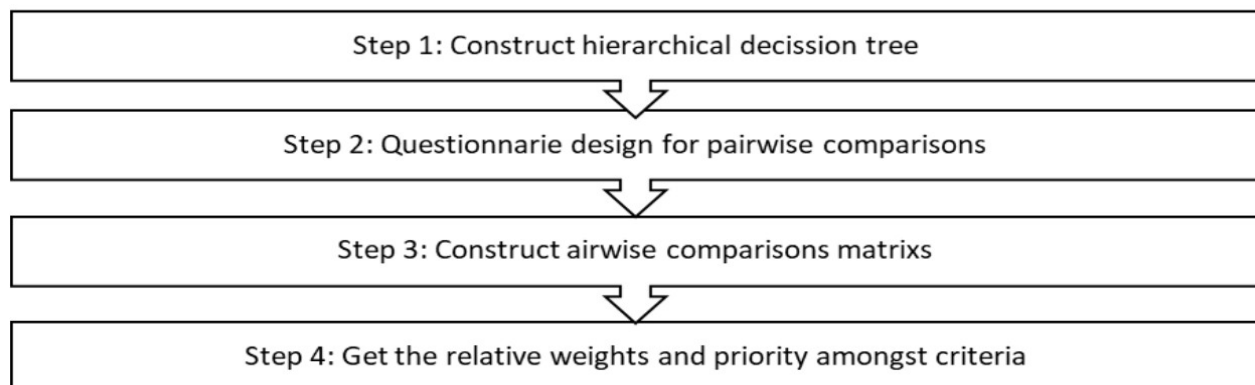 Step 1: Construct hierarchical decission tree
Step 2: Questionnarie design for pairwise comparisons
Step 3: Construct airwise comparisons matrixs
Step 4: Get the relative weights and priority amongst criteria